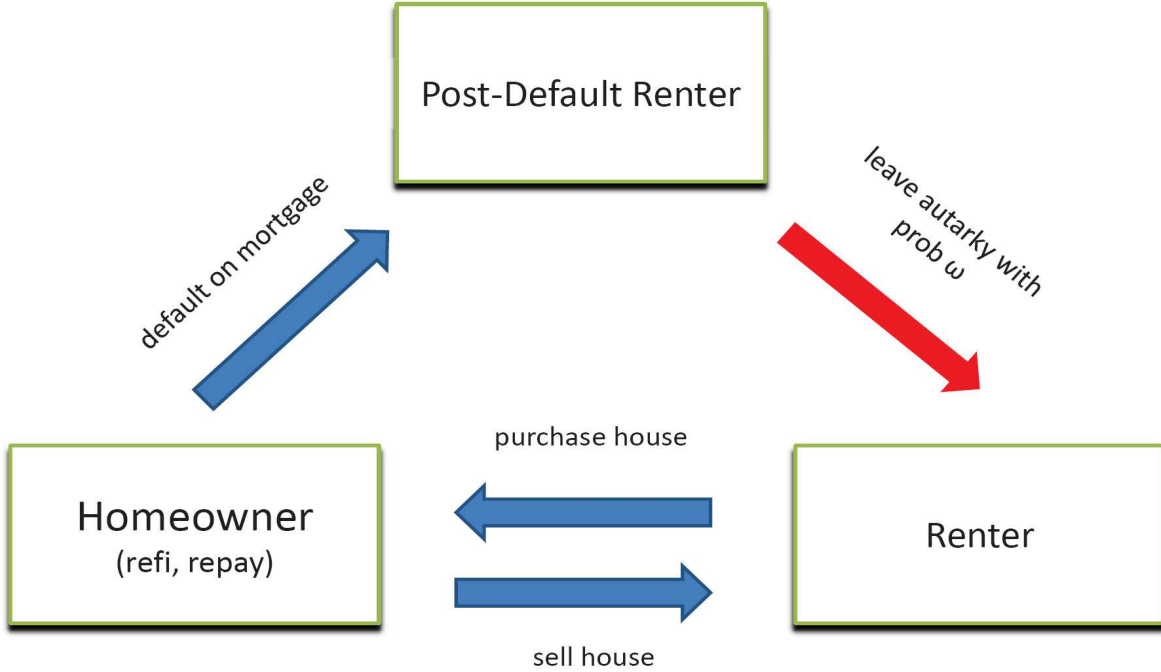 Post-Default Renter
default on mortgage
leave autarky with
prob ω
purchase house
Homeowner
(refi, repay)
Renter
sell house